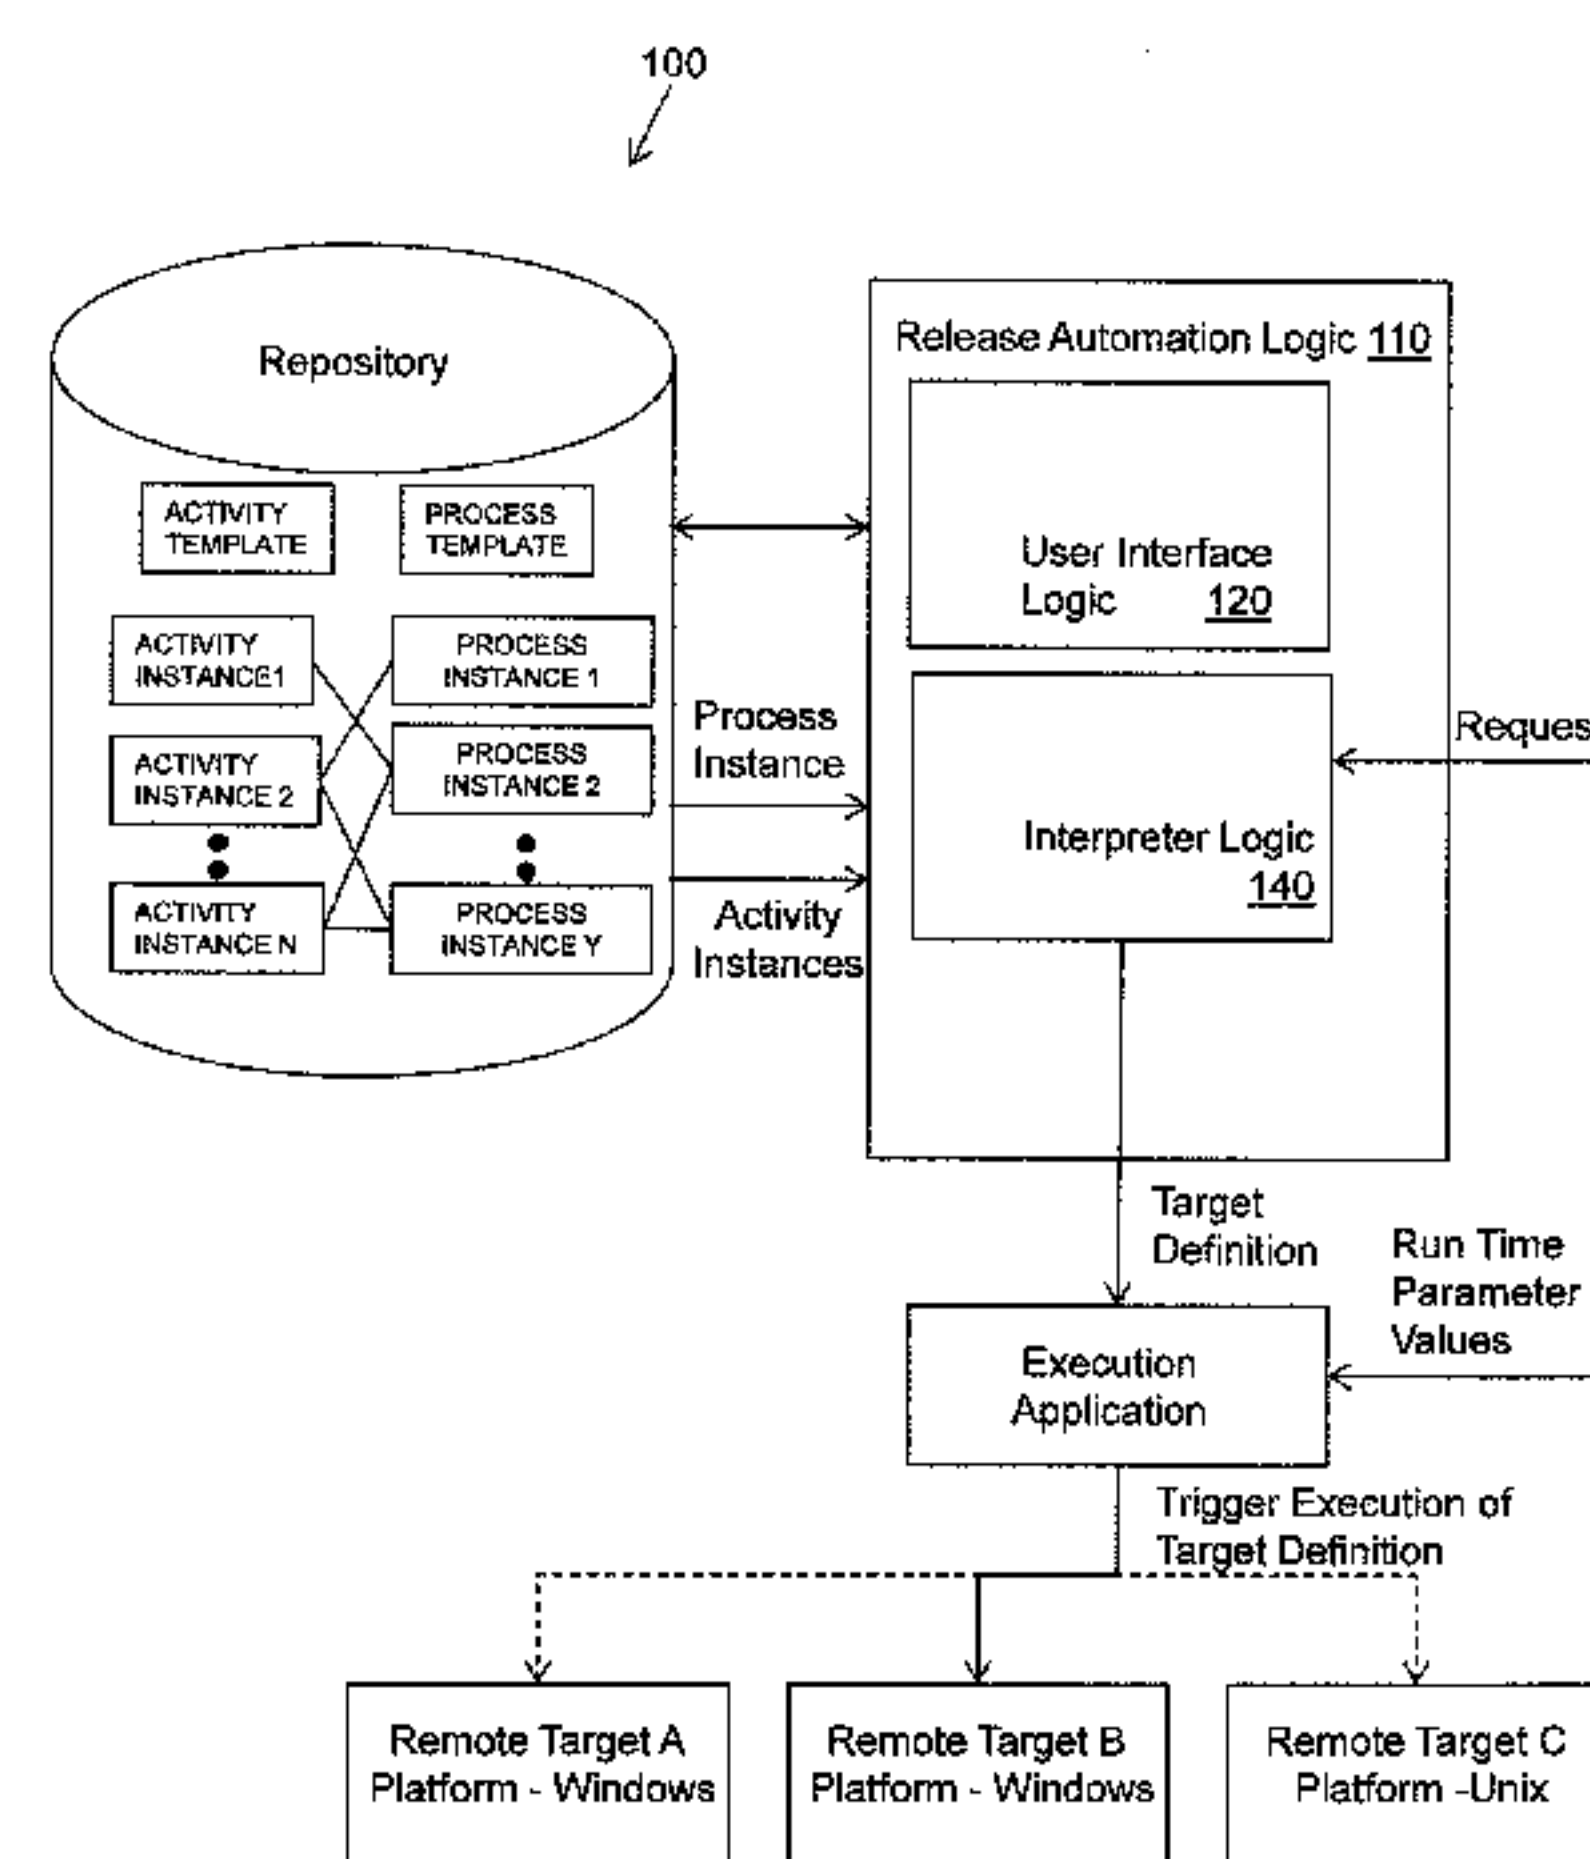 100
Repository
ACTIVITY
TEMPLATE
PROCESS
TEMPLATE
ACTIVITY
INSTANCE1
PROCESS
INSTANCE 1
ACTIVITY
INSTANCE 2
PROCESS
INSTANCE 2
ACTIVITY
INSTANCE N
PROCESS
INSTANCE Y
Process
Instance
Activity
Instances
Release Automation Logic 110
User Interface
Logic 120
Interpreter Logic
140
Reques
Target
Definition
Run Time
Parameter
Values
Execution
Application
Trigger Execution of
Target Definition
Remote Target A
Platform - Windows
Remote Target B
Platform - Windows
Remote Target C
Platform -Unix